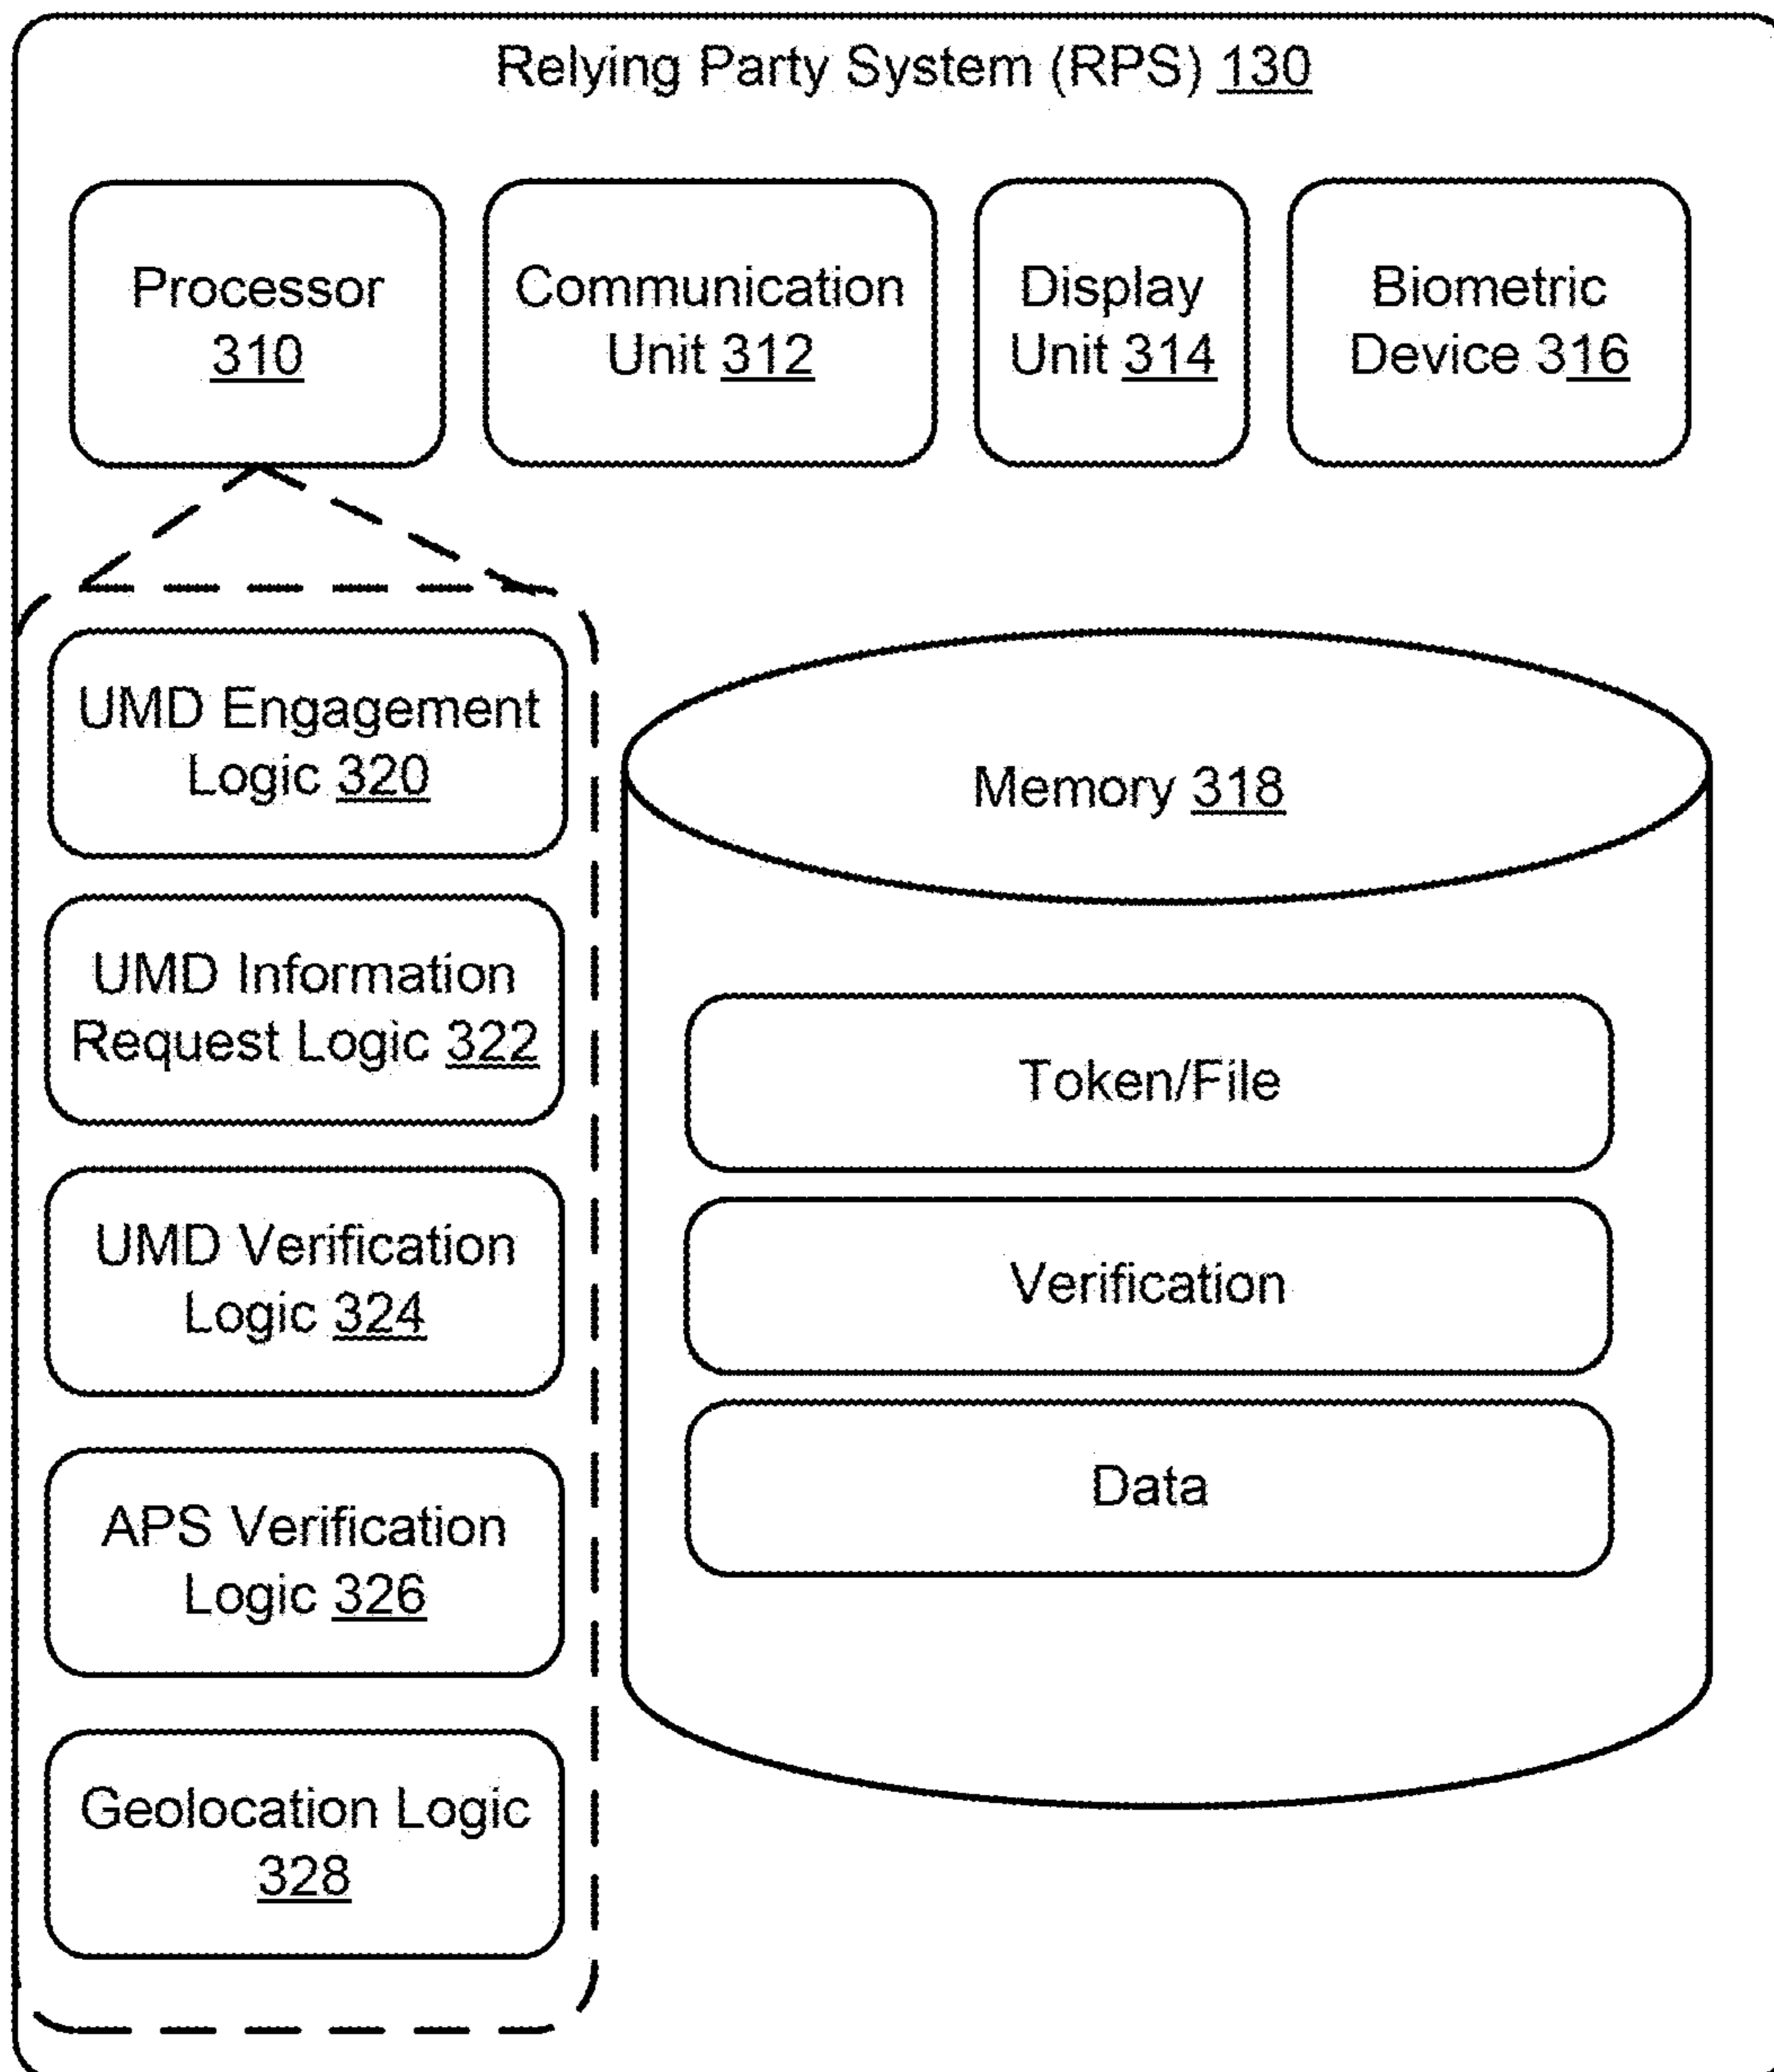 Relying Party System (RPS) 130
Processor
310
Communication
Unit 312
Display
Unit 314
Biometric
Device 316
UMD Engagement
Logic 320
UMD Information
Request Logic 322
UMD Verification
Logic 324
APS Verification
Logic 326
Geolocation Logic
328
Memory 318
Token/File
Verification
Data